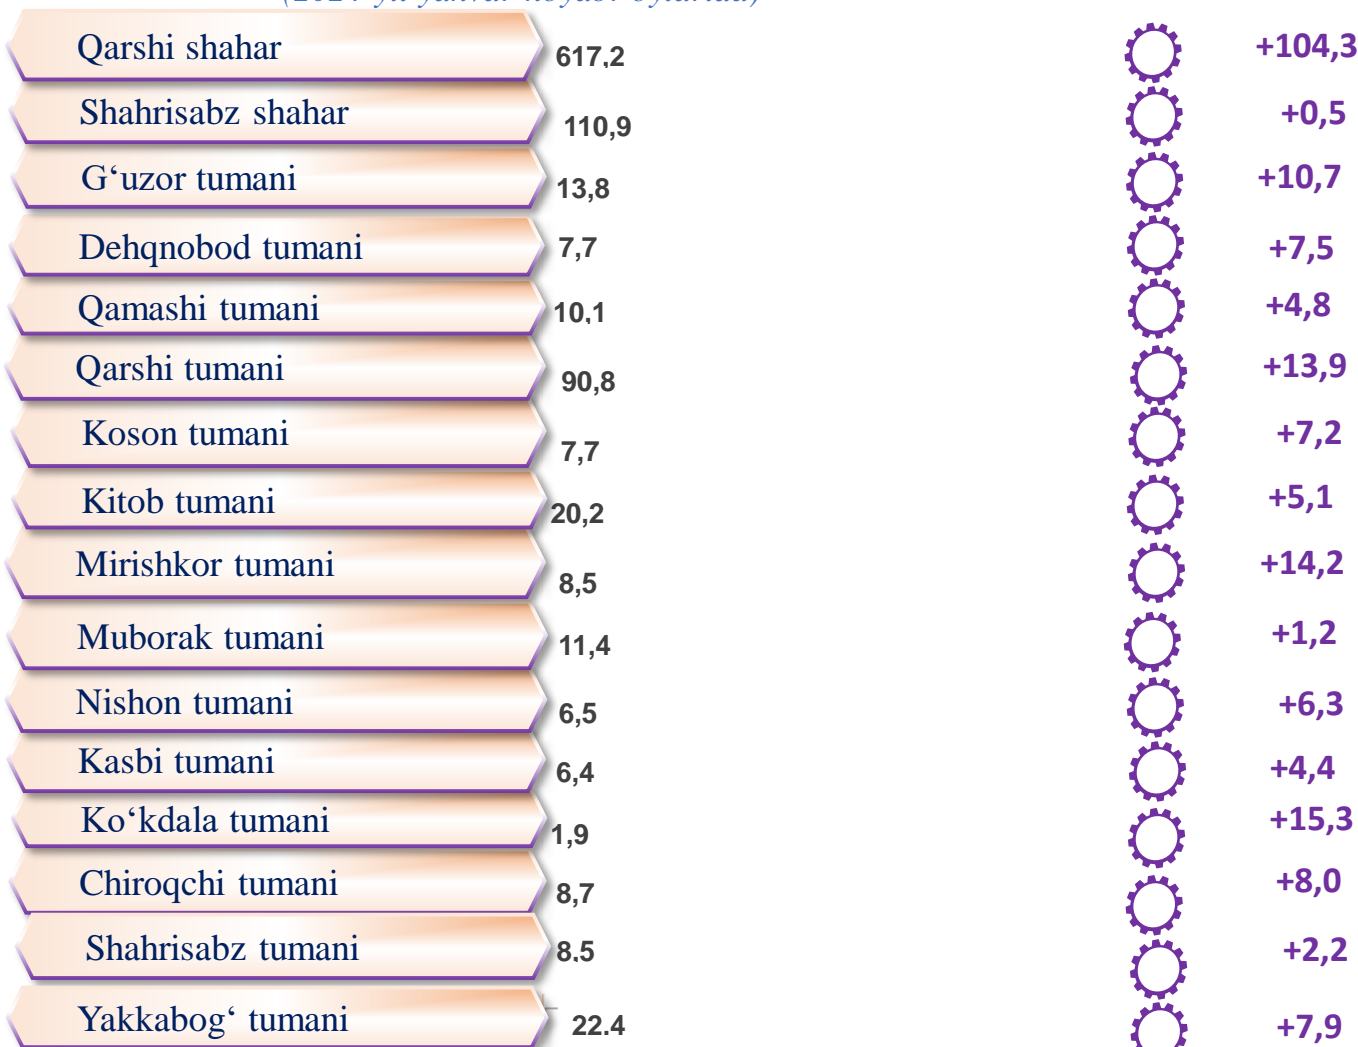 Qarshi shahar 617,2 +104,3
Shahrisabz shahar 110,9 +0,5
G‘uzor tumani 13,8 +10,7
Dehqnobod tumani 7,7 +7,5
Qamashi tumani 10,1 +4,8
Qarshi tumani 90,8 +13,9
Koson tumani 7,7 +7,2
Kitob tumani 20,2 +5,1
Mirishkor tumani 8,5 +14,2
Muborak tumani 11,4 +1,2
Nishon tumani 6,5 +6,3
Kasbi tumani 6,4 +4,4
Ko‘kdala tumani 1,9 +15,3
Chiroqchi tumani 8,7 +8,0
Shahrisabz tumani 8,5 +2,2
Yakkabog‘ tumani 22,4 +7,9